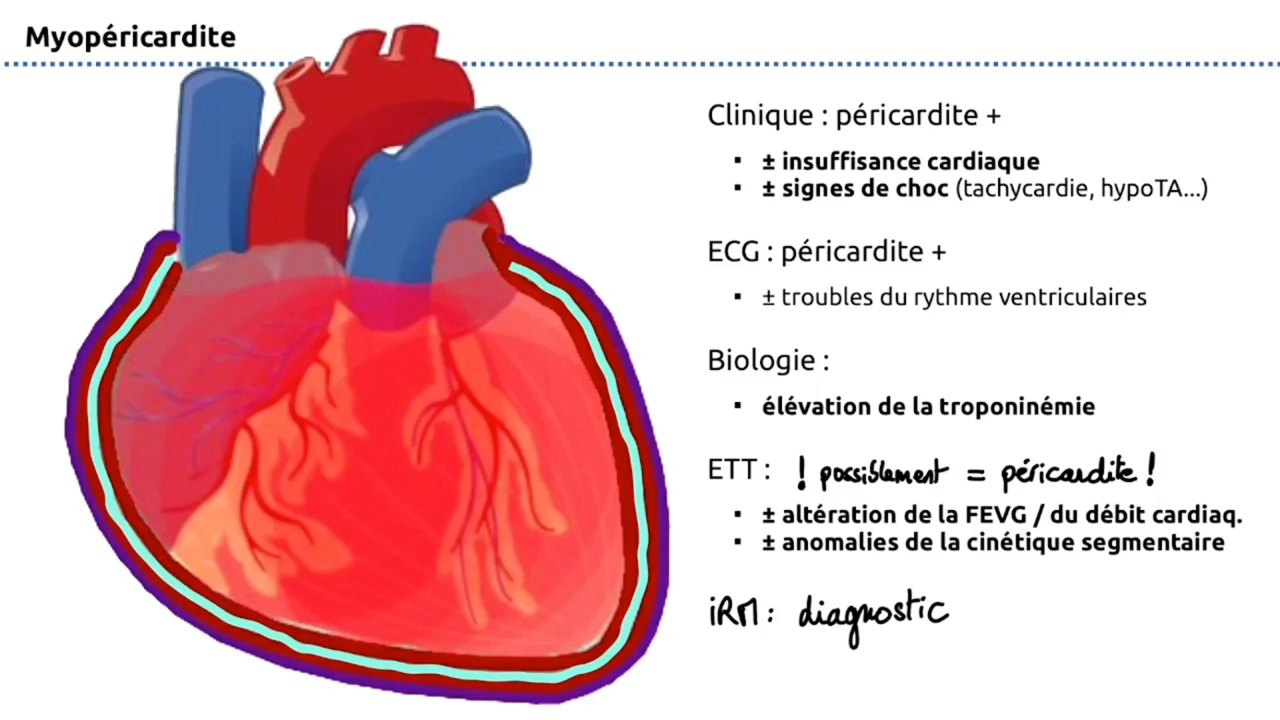 Myopéricardite
Clinique : péricardite +
▪ ± insuffisance cardiaque
▪ ± signes de choc (tachycardie, hypoTA...)
ECG : péricardite +
▪ ± troubles du rythme ventriculaires
Biologie :
▪ élévation de la troponinémie
ETT : ! possiblement = péricardite !
▪ ± altération de la FEVG / du débit cardiaq.
▪ ± anomalies de la cinétique segmentaire
iRM : diagnostic